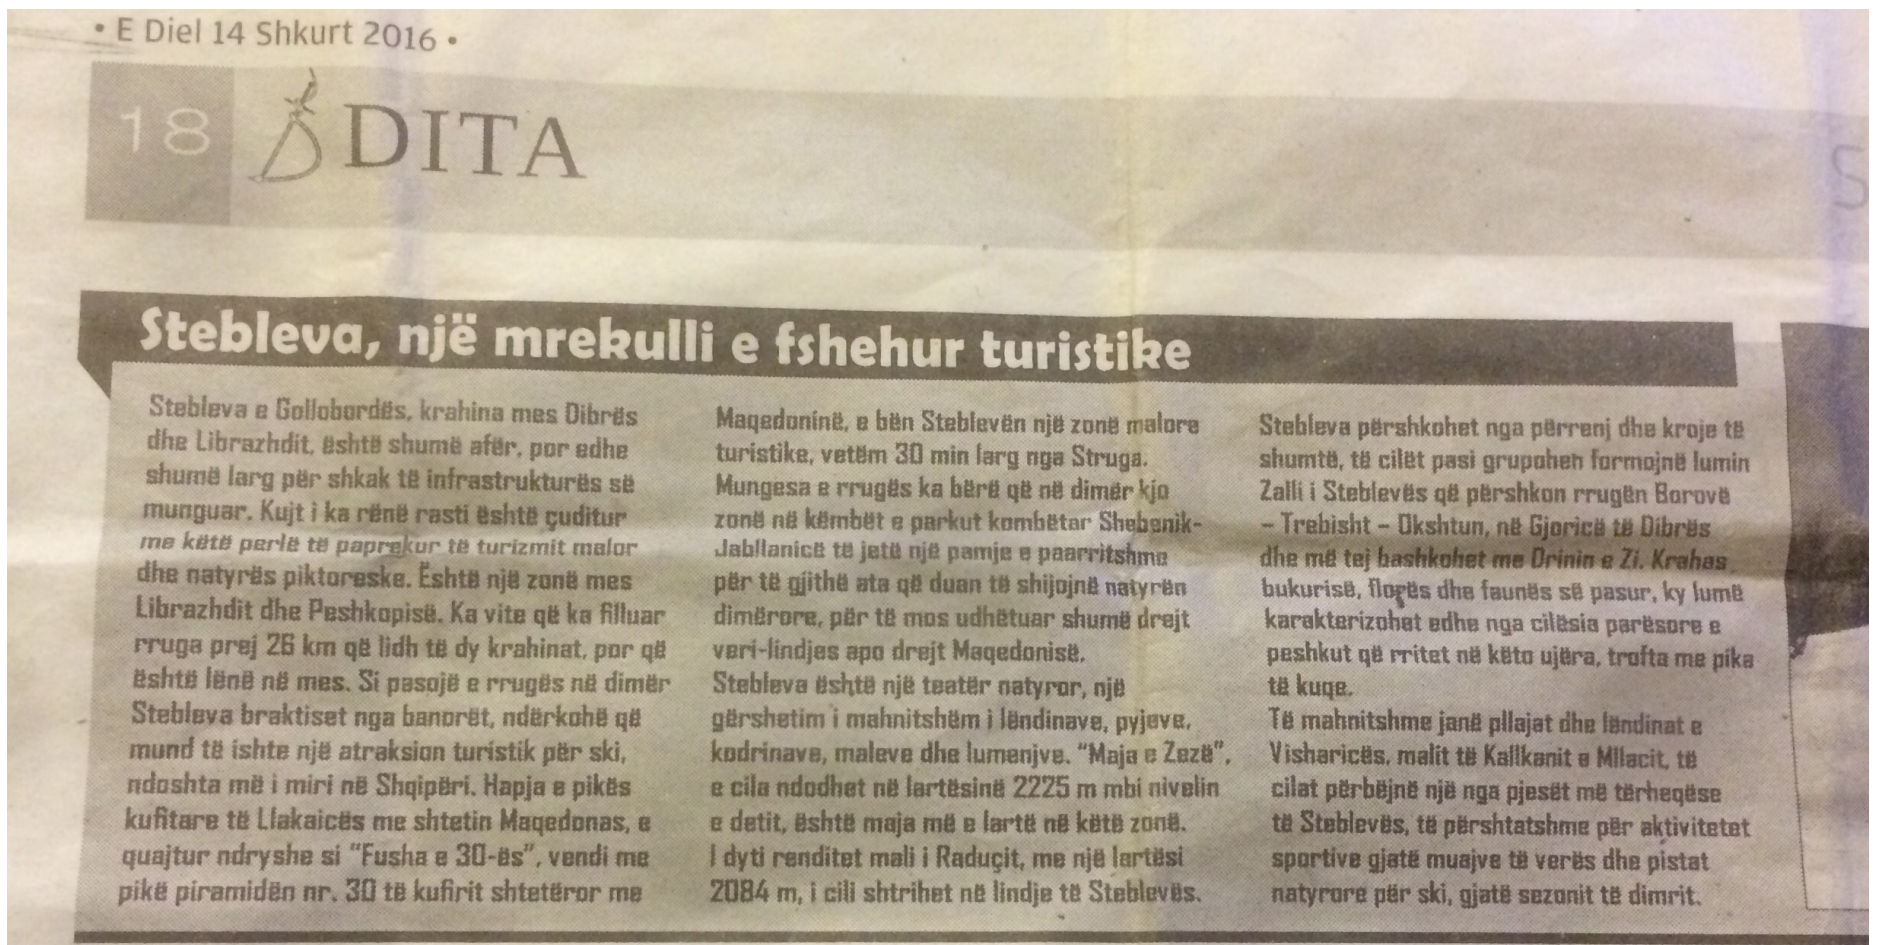 • E Diel 14 Shkurt 2016 •
18 DITA
S
Stebleva, një mrekulli e fshehur turistike
Stebleva e Gollobordës, krahina mes Dibrës
dhe Librazhdit, është shumë afër, por edhe
shumë larg për shkak të infrastrukturës së
munguar. Kujt i ka rënë rasti është çuditur
me këtë perlë të paprekur të turizmit malor
dhe natyrës piktoreske. Është një zonë mes
Librazhdit dhe Peshkopisë. Ka vite që ka filluar
rruga prej 26 km që lidh të dy krahinat, por që
është lënë në mes. Si pasojë e rrugës në dimër
Stebleva braktiset nga banorët, ndërkohë që
mund të ishte një atraksion turistik për ski,
ndoshta më i miri në Shqipëri. Hapja e pikës
kufitare të Llakaicës me shtetin Maqedonas, e
quajtur ndryshe si "Fusha e 30-ës", vendi me
pikë piramidën nr. 30 të kufirit shtetëror me
Maqedoninë, e bën Steblevën një zonë malore
turistike, vetëm 30 min larg nga Struga.
Mungesa e rrugës ka bërë që në dimër kjo
zonë në këmbët e parkut kombëtar Shebenik-
Jabllanicë të jetë një pamje e paarritshme
për të gjithë ata që duan të shijojnë natyrën
dimërore, për të mos udhëtuar shumë drejt
veri-lindjes apo drejt Maqedonisë.
Stebleva është një teatër natyror, një
gërshetim i mahnitshëm i lëndinave, pyjeve,
kodrinave, maleve dhe lumenjve. "Maja e Zezë",
e cila ndodhet në lartësinë 2225 m mbi nivelin
e detit, është maja më e lartë në këtë zonë.
I dyti renditet mali i Raduçit, me një lartësi
2084 m, i cili shtrihet në lindje të Steblevës.
Stebleva përshkohet nga përrenj dhe kroje të
shumtë, të cilët pasi grupohen formojnë lumin
Zalli i Steblevës që përshkon rrugën Borovë
– Trebisht – Okshtun, në Gjoricë të Dibrës
dhe më tej bashkohet me Drinin e Zi. Krahas
bukurisë, florës dhe faunës së pasur, ky lumë
karakterizohet edhe nga cilësia parësore e
peshkut që rritet në këto ujëra, trofta me pika
të kuqe.
Të mahnitshme janë pllajat dhe lëndinat e
Visharicës, malit të Kallkanit e Mllacit, të
cilat përbëjnë një nga pjesët më tërheqëse
të Steblevës, të përshtatshme për aktivitetet
sportive gjatë muajve të verës dhe pistat
natyrore për ski, gjatë sezonit të dimrit.